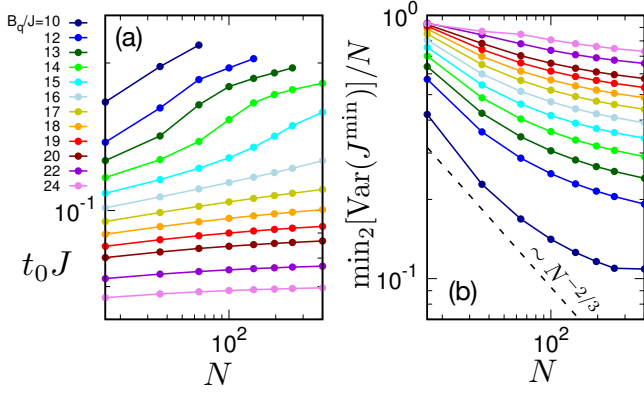 B_q/J=10
12
13
14
15
16
17
18
19
20
22
24
(a)
10^{-1}
t_0 J
10^2
N
10^0
min_2[Var(J^{min})]/N
10^{-1}
∼ N^{-2/3}
(b)
10^2
N